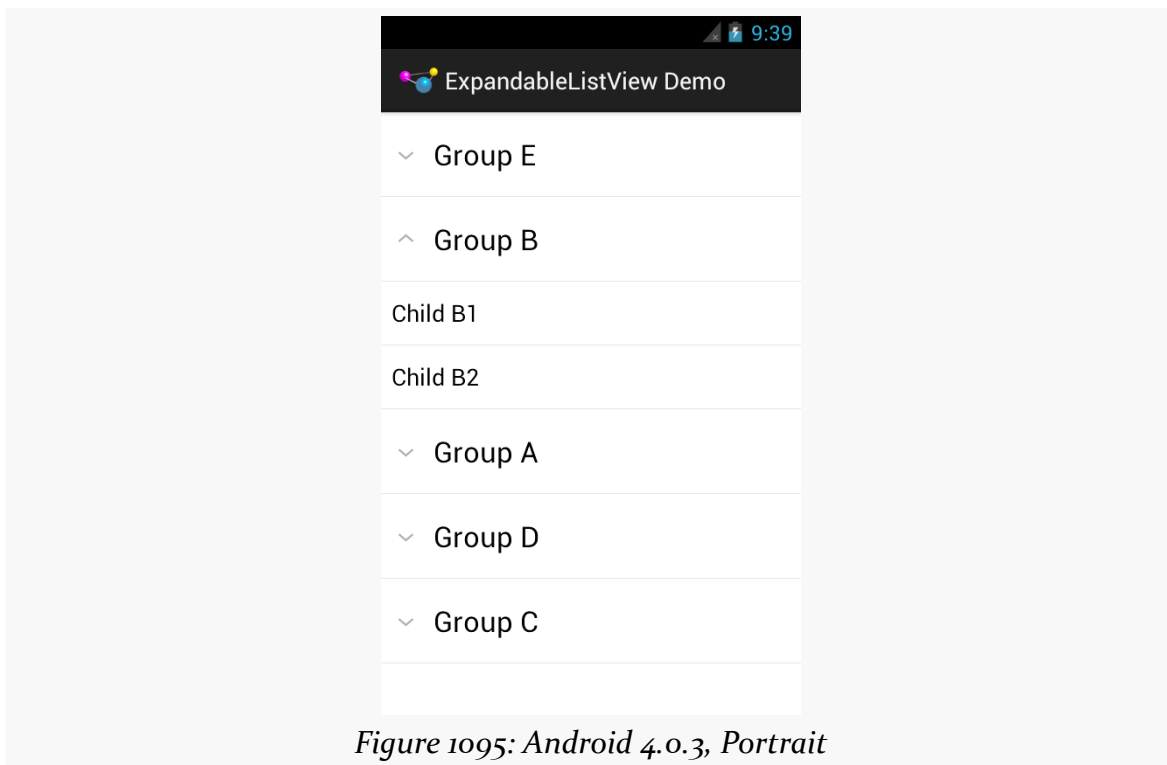 9:39
ExpandableListView Demo
Group E
Group B
Child B1
Child B2
Group A
Group D
Group C
Figure 1095: Android 4.0.3, Portrait